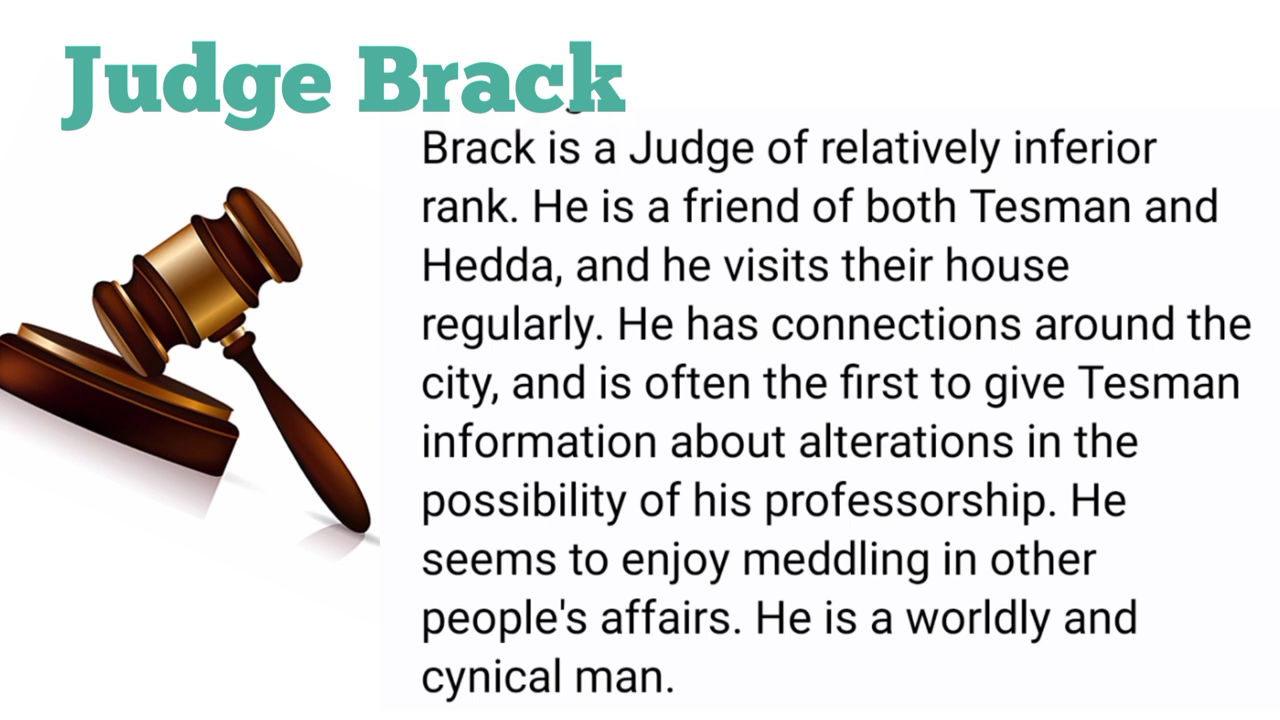 Judge Brack
Brack is a Judge of relatively inferior
rank. He is a friend of both Tesman and
Hedda, and he visits their house
regularly. He has connections around the
city, and is often the first to give Tesman
information about alterations in the
possibility of his professorship. He
seems to enjoy meddling in other
people's affairs. He is a worldly and
cynical man.